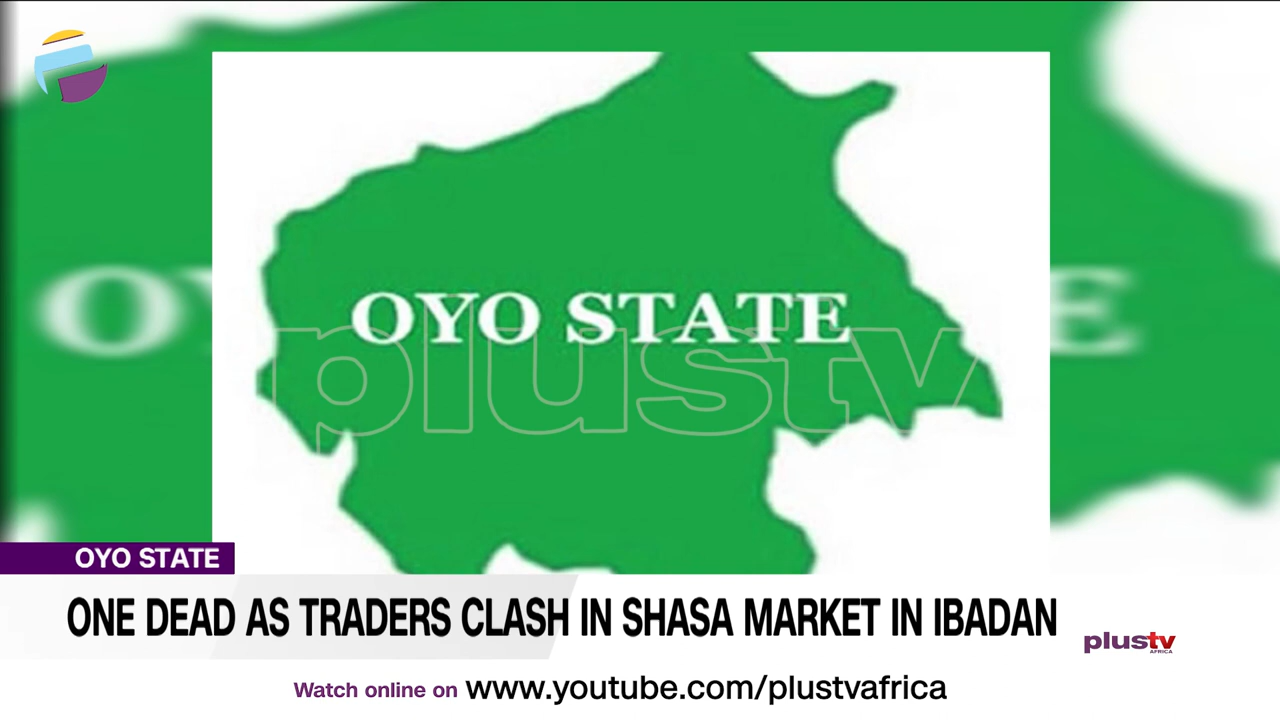 OYO STATE
plustv
OYO STATE
ONE DEAD AS TRADERS CLASH IN SHASA MARKET IN IBADAN
plustv
AFRICA
Watch online on www.youtube.com/plustvafrica